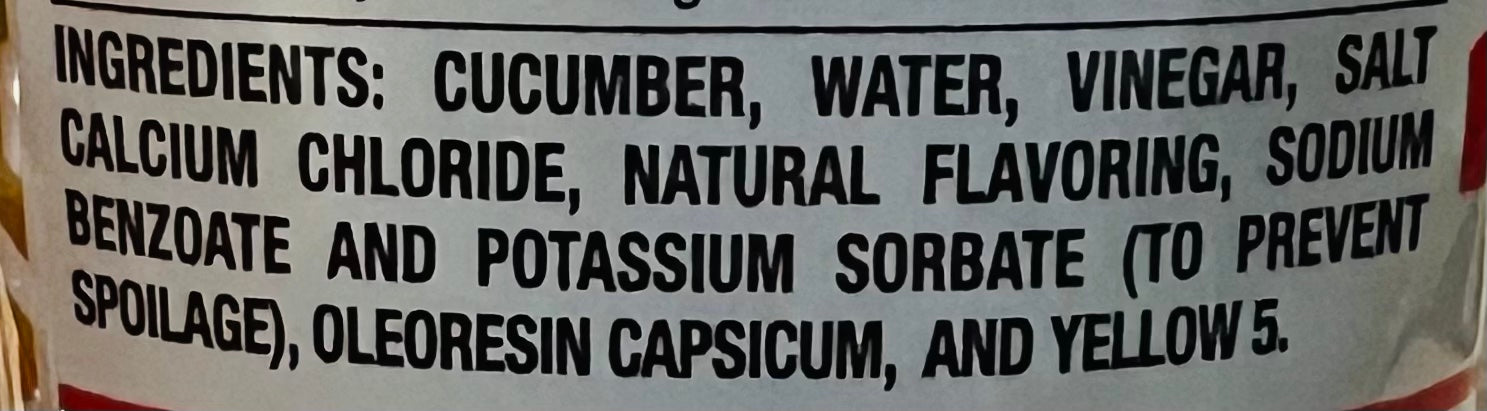 INGREDIENTS: CUCUMBER, WATER, VINEGAR, SALT
CALCIUM CHLORIDE, NATURAL FLAVORING, SODIUM
BENZOATE AND POTASSIUM SORBATE (TO PREVENT
SPOILAGE), OLEORESIN CAPSICUM, AND YELLOW 5.